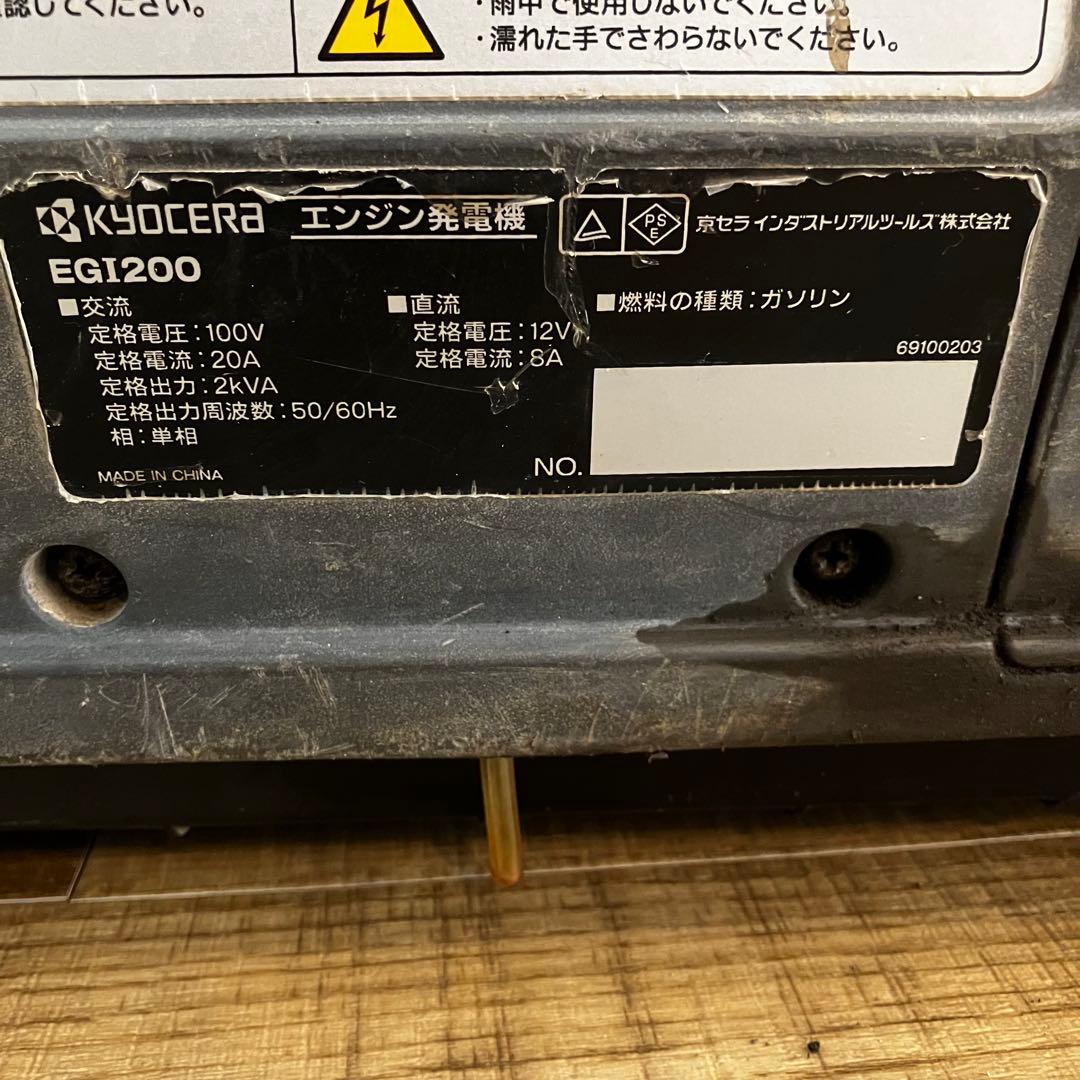 認してください。
・雨中で使用しないでください。
・濡れた手でさわらないでください。
KYOCERA エンジン発電機 PSE 京セラインダストリアルツールズ株式会社
EGI200
■交流
定格電圧：100V
定格電流：20A
定格出力：2kVA
定格出力周波数：50/60Hz
相：単相
■直流
定格電圧：12V
定格電流：8A
■燃料の種類：ガソリン
69100203
NO.
MADE IN CHINA